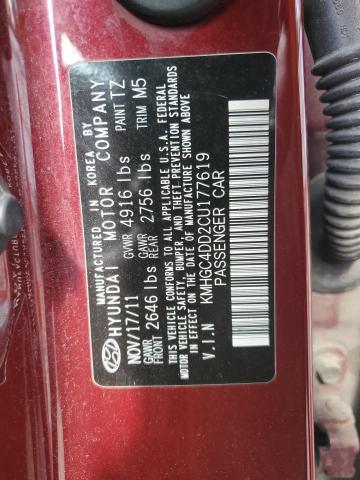 MANUFACTURED IN KOREA BY
HYUNDAI MOTOR COMPANY
NOV/17/11 GVWR 4916 lbs PAINT TZ
GAWR FRONT 2646 lbs GAWR REAR 2756 lbs TRIM M5
THIS VEHICLE CONFORMS TO ALL APPLICABLE U.S.A. FEDERAL
MOTOR VEHICLE SAFETY, BUMPER, AND THEFT PREVENTION STANDARDS
IN EFFECT ON THE DATE OF MANUFACTURE SHOWN ABOVE.
V.I.N KMHGC4DD2CU177619
PASSENGER CAR